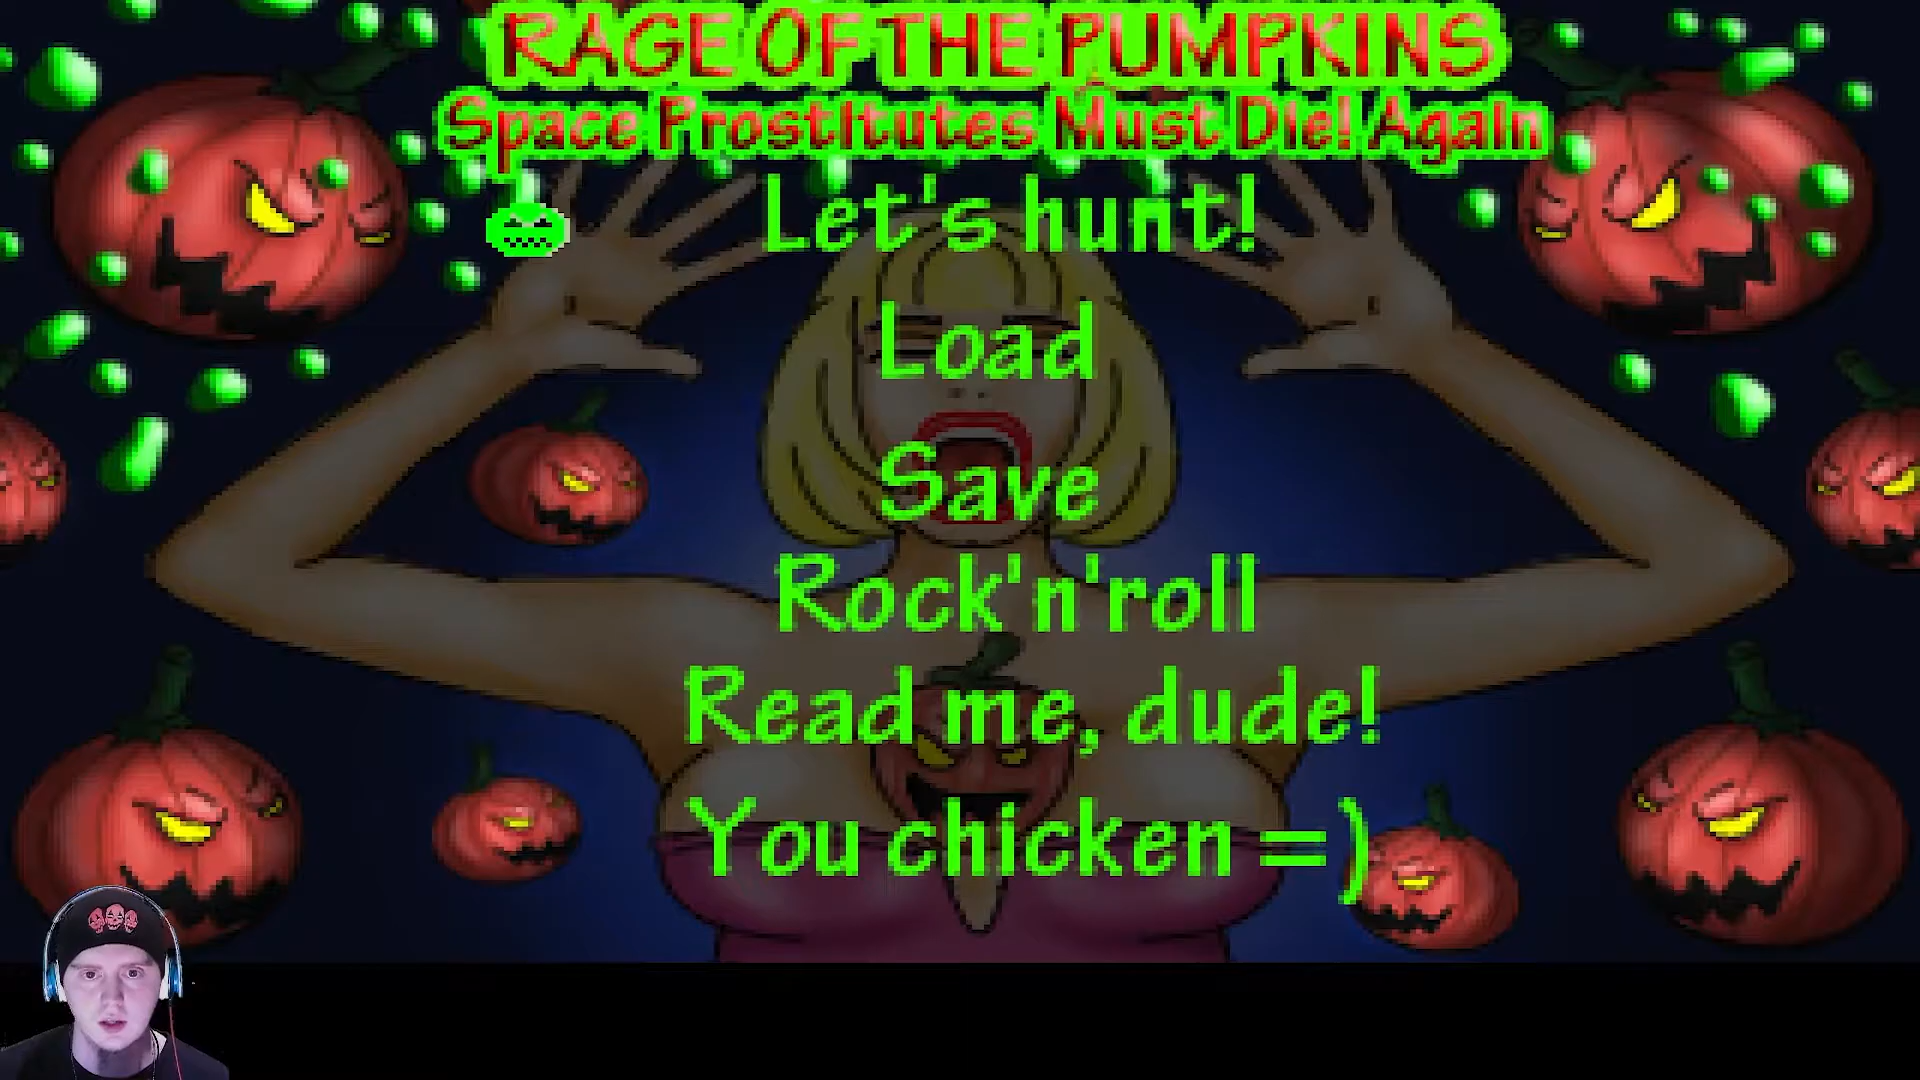 RAGE OF THE PUMPKINS
Space Prostitutes Must Die! Again
Let's hunt!
Load
Save
Rock'n'roll
Read me, dude!
You chicken =)